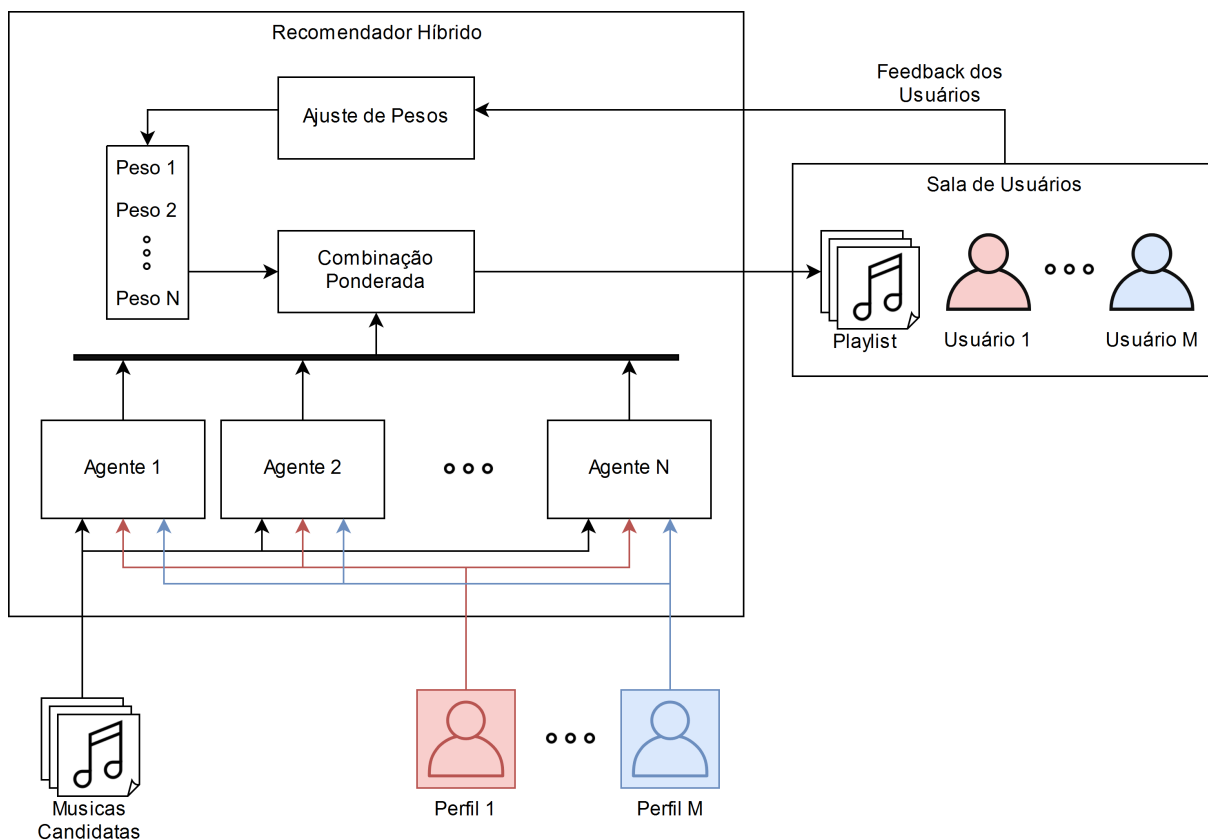 Recomendador Híbrido
Feedback dos
Usuários
Ajuste de Pesos
Peso 1
Peso 2
Peso N
Combinação
Ponderada
Sala de Usuários
Playlist
Usuário 1
Usuário M
Agente 1
Agente 2
Agente N
Musicas
Candidatas
Perfil 1
Perfil M